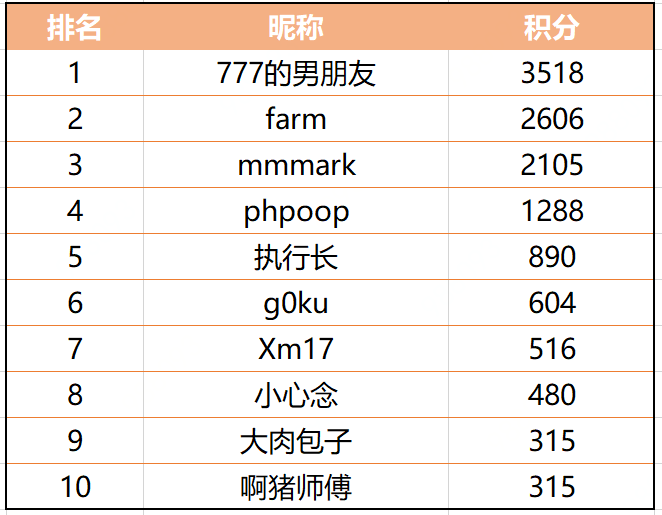 排名 昵称 积分
1 777的男朋友 3518
2 farm 2606
3 mmmark 2105
4 phpoop 1288
5 执行长 890
6 g0ku 604
7 Xm17 516
8 小心念 480
9 大肉包子 315
10 啊猪师傅 315